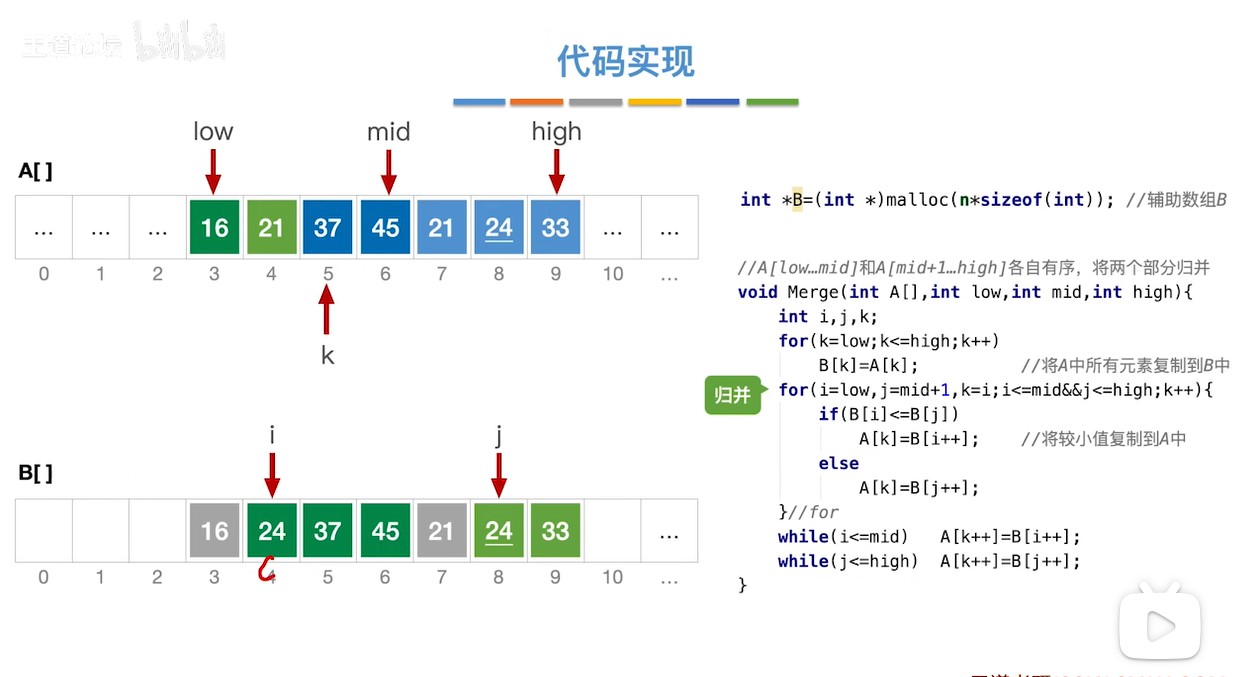 王道论坛 bilibili
代码实现
low mid high
A[ ]
... ... ... 16 21 37 45 21 24 33 ... ...
0 1 2 3 4 5 6 7 8 9 10 ...
k
i j
B[ ]
16 24 37 45 21 24 33 ...
0 1 2 3 4 5 6 7 8 9 10 ...
int *B=(int *)malloc(n*sizeof(int)); //辅助数组B
//A[low…mid]和A[mid+1…high]各自有序，将两个部分归并
void Merge(int A[],int low,int mid,int high){
int i,j,k;
for(k=low;k<=high;k++)
B[k]=A[k]; //将A中所有元素复制到B中
归并 for(i=low,j=mid+1,k=i;i<=mid&&j<=high;k++){
if(B[i]<=B[j])
A[k]=B[i++]; //将较小值复制到A中
else
A[k]=B[j++];
}//for
while(i<=mid) A[k++]=B[i++];
while(j<=high) A[k++]=B[j++];
}